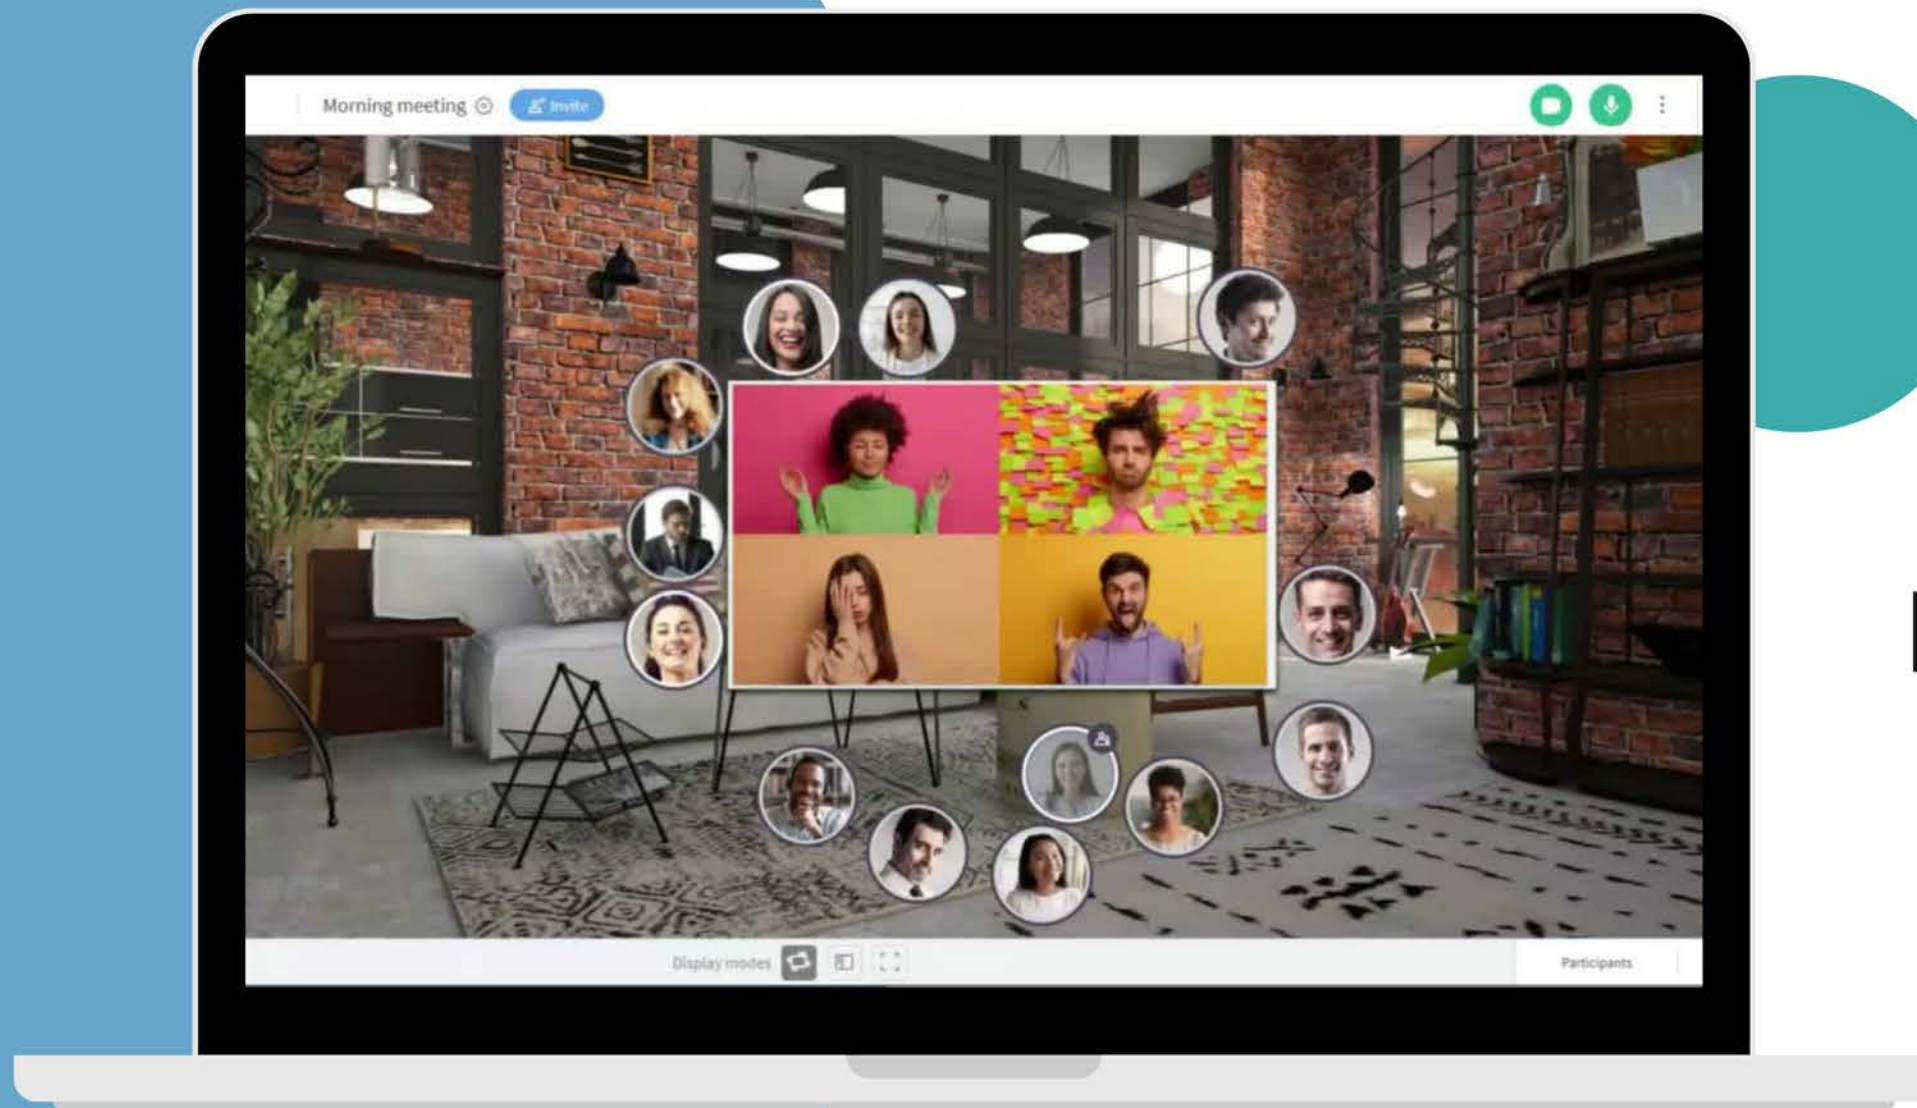 Morning meeting
Invite
Display modes
Participants